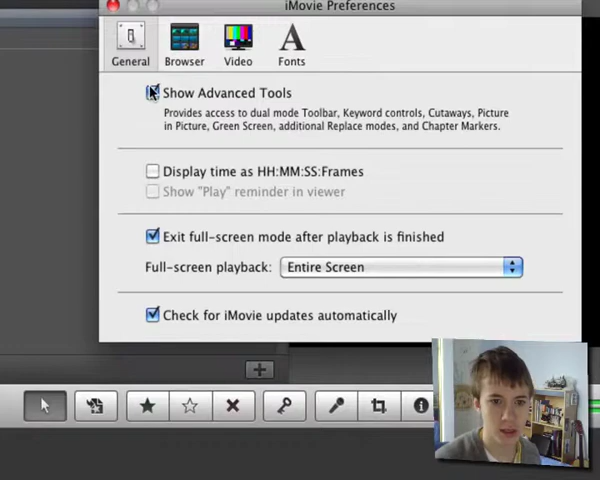 iMovie Preferences
General Browser Video Fonts
Show Advanced Tools
Provides access to dual mode Toolbar, Keyword controls, Cutaways, Picture
in Picture, Green Screen, additional Replace modes, and Chapter Markers.
Display time as HH:MM:SS:Frames
Show "Play" reminder in viewer
Exit full-screen mode after playback is finished
Full-screen playback: Entire Screen
Check for iMovie updates automatically